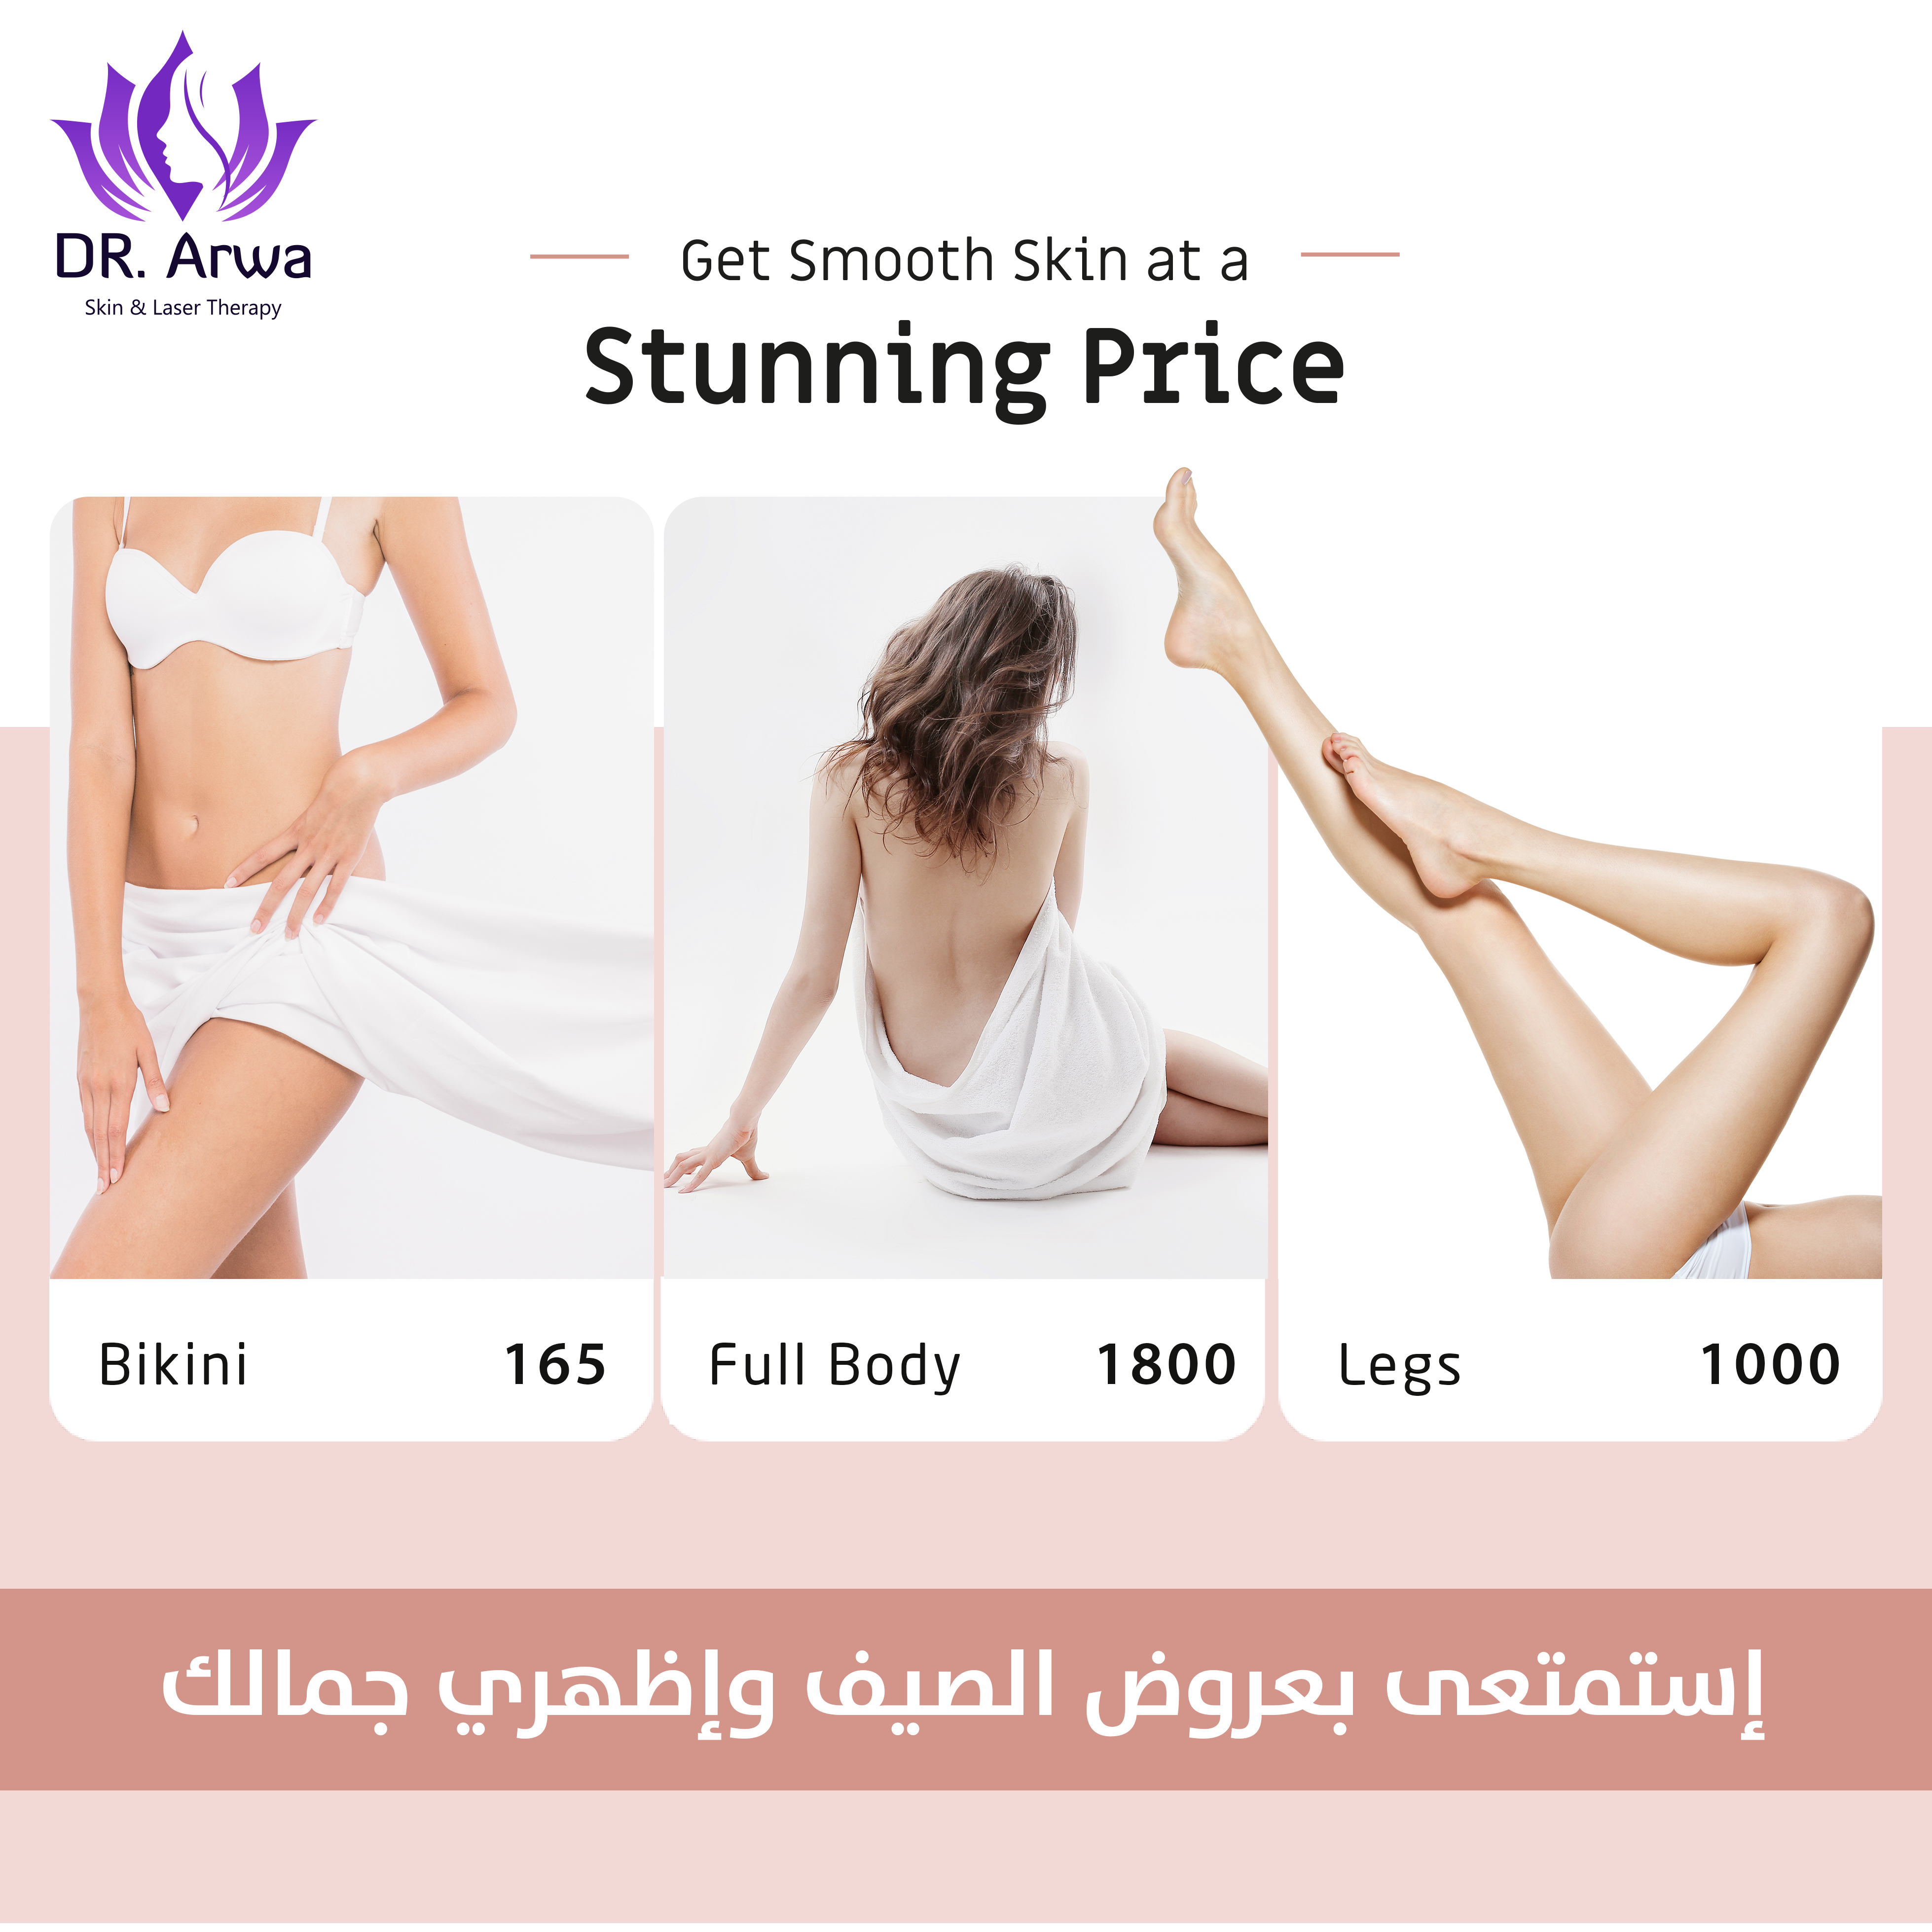 DR. Arwa
Skin & Laser Therapy
Get Smooth Skin at a
Stunning Price
Bikini 165
Full Body 1800
Legs 1000
إستمتعى بعروض الصيف وإظهري جمالك